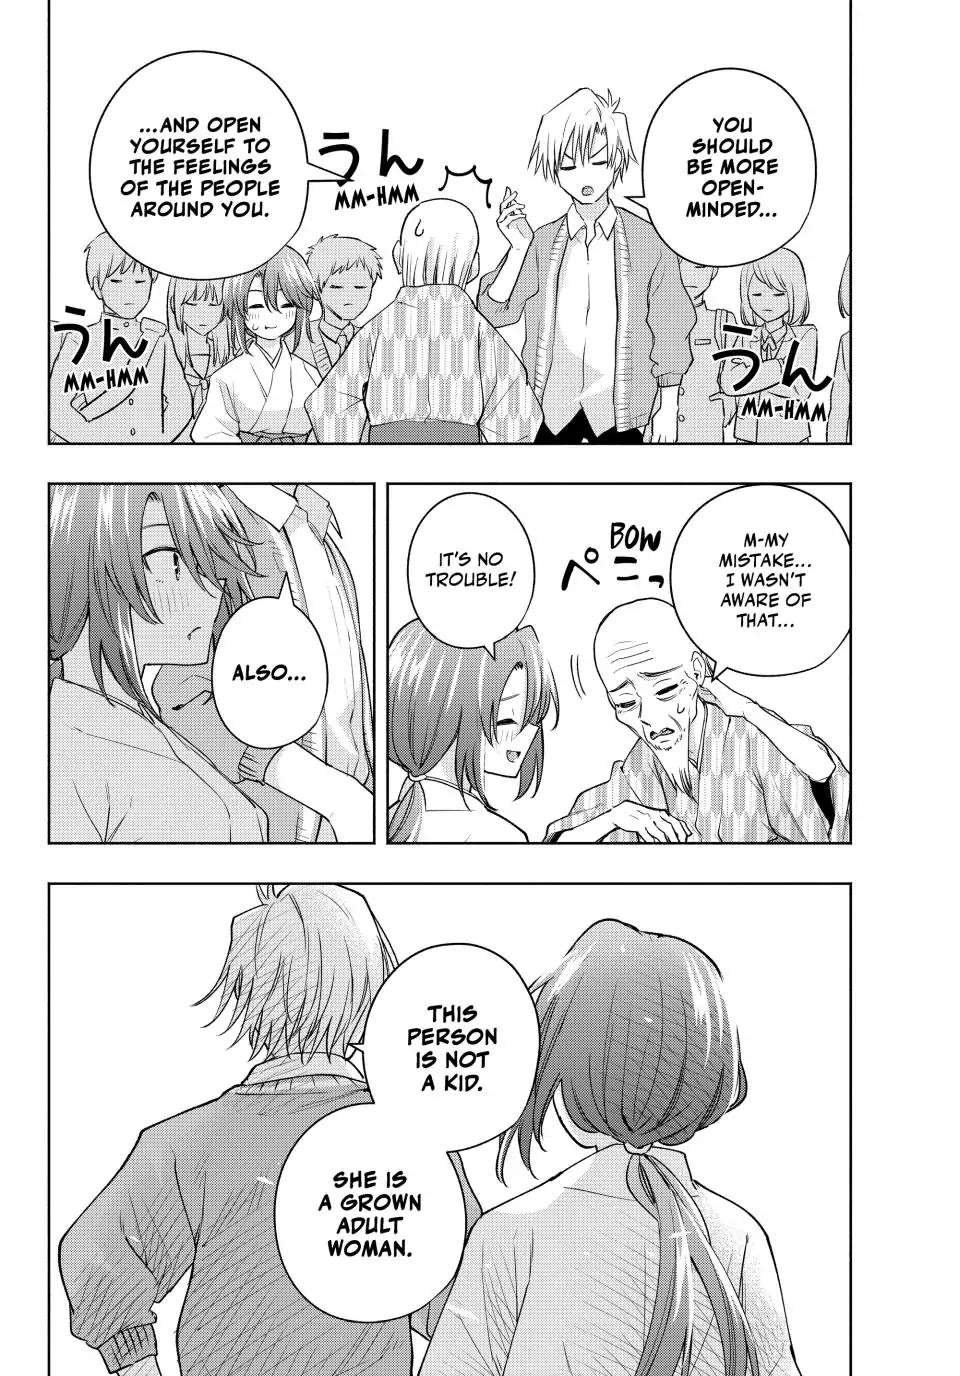 YOU
SHOULD
BE MORE
OPEN-
MINDED...
...AND OPEN
YOURSELF TO
THE FEELINGS
OF THE PEOPLE
AROUND YOU.
うん
MM-HMM
うん
MM-HMM
うん
MM-HMM
M-MY
MISTAKE...
I WASN'T
AWARE OF
THAT...
BOW
ペコっ
IT'S NO
TROUBLE!
ALSO...
THIS
PERSON
IS NOT
A KID.
SHE IS
A GROWN
ADULT
WOMAN.